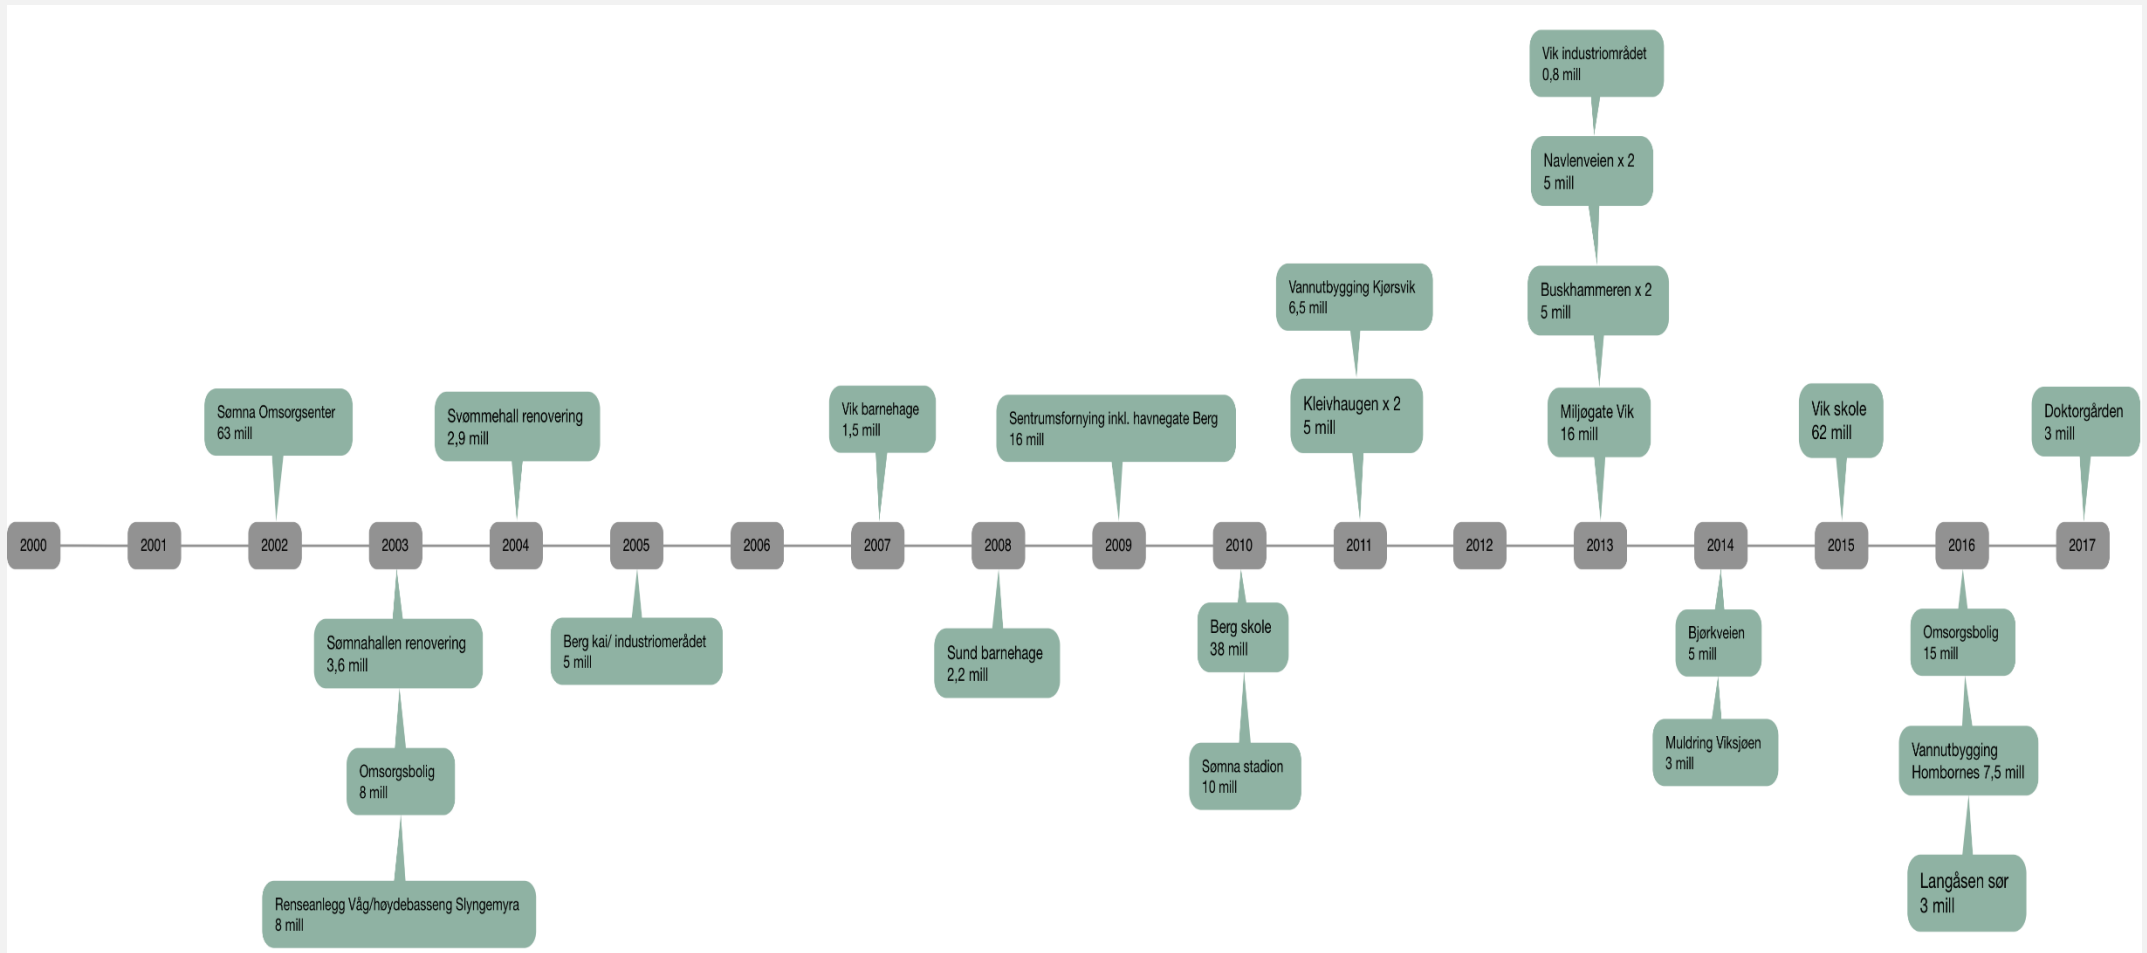 Vik industriområdet
0,8 mill
Navlenveien x 2
5 mill
Buskhammeren x 2
5 mill
Miljøgate Vik
16 mill
Vannutbygging Kjørsvik
6,5 mill
Kleivhaugen x 2
5 mill
Sømna Omsorgsenter
63 mill
Svømmehall renovering
2,9 mill
Vik barnehage
1,5 mill
Sentrumsfornying inkl. havnegate Berg
16 mill
Vik skole
62 mill
Doktorgården
3 mill
2000
2001
2002
2003
2004
2005
2006
2007
2008
2009
2010
2011
2012
2013
2014
2015
2016
2017
Sømnahallen renovering
3,6 mill
Omsorgsbolig
8 mill
Renseanlegg Våg/høydebasseng Slyngemyra
8 mill
Berg kai/ industriomerådet
5 mill
Sund barnehage
2,2 mill
Berg skole
38 mill
Sømna stadion
10 mill
Bjørkveien
5 mill
Muldring Viksjøen
3 mill
Omsorgsbolig
15 mill
Vannutbygging
Hombornes 7,5 mill
Langåsen sør
3 mill